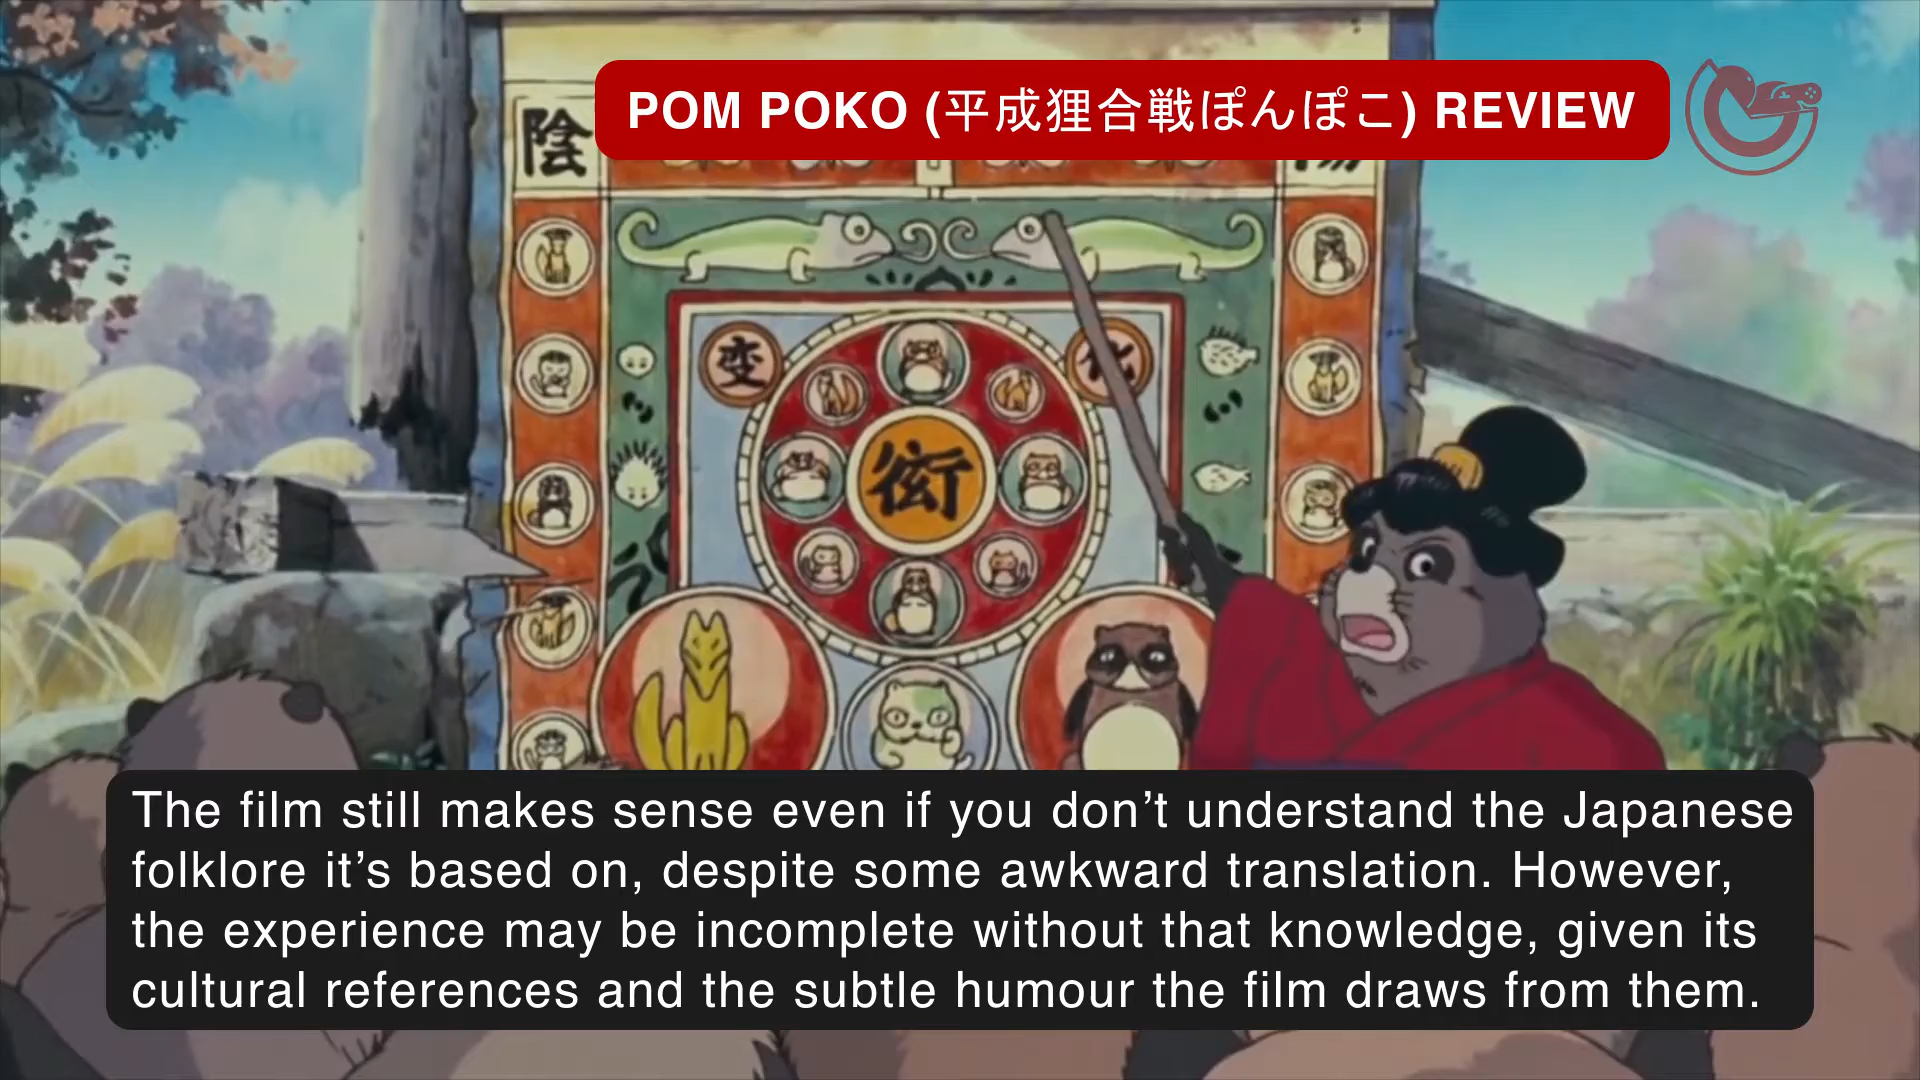 POM POKO (平成狸合戦ぽんぽこ) REVIEW
陰
変
The film still makes sense even if you don’t understand the Japanese
folklore it’s based on, despite some awkward translation. However,
the experience may be incomplete without that knowledge, given its
cultural references and the subtle humour the film draws from them.